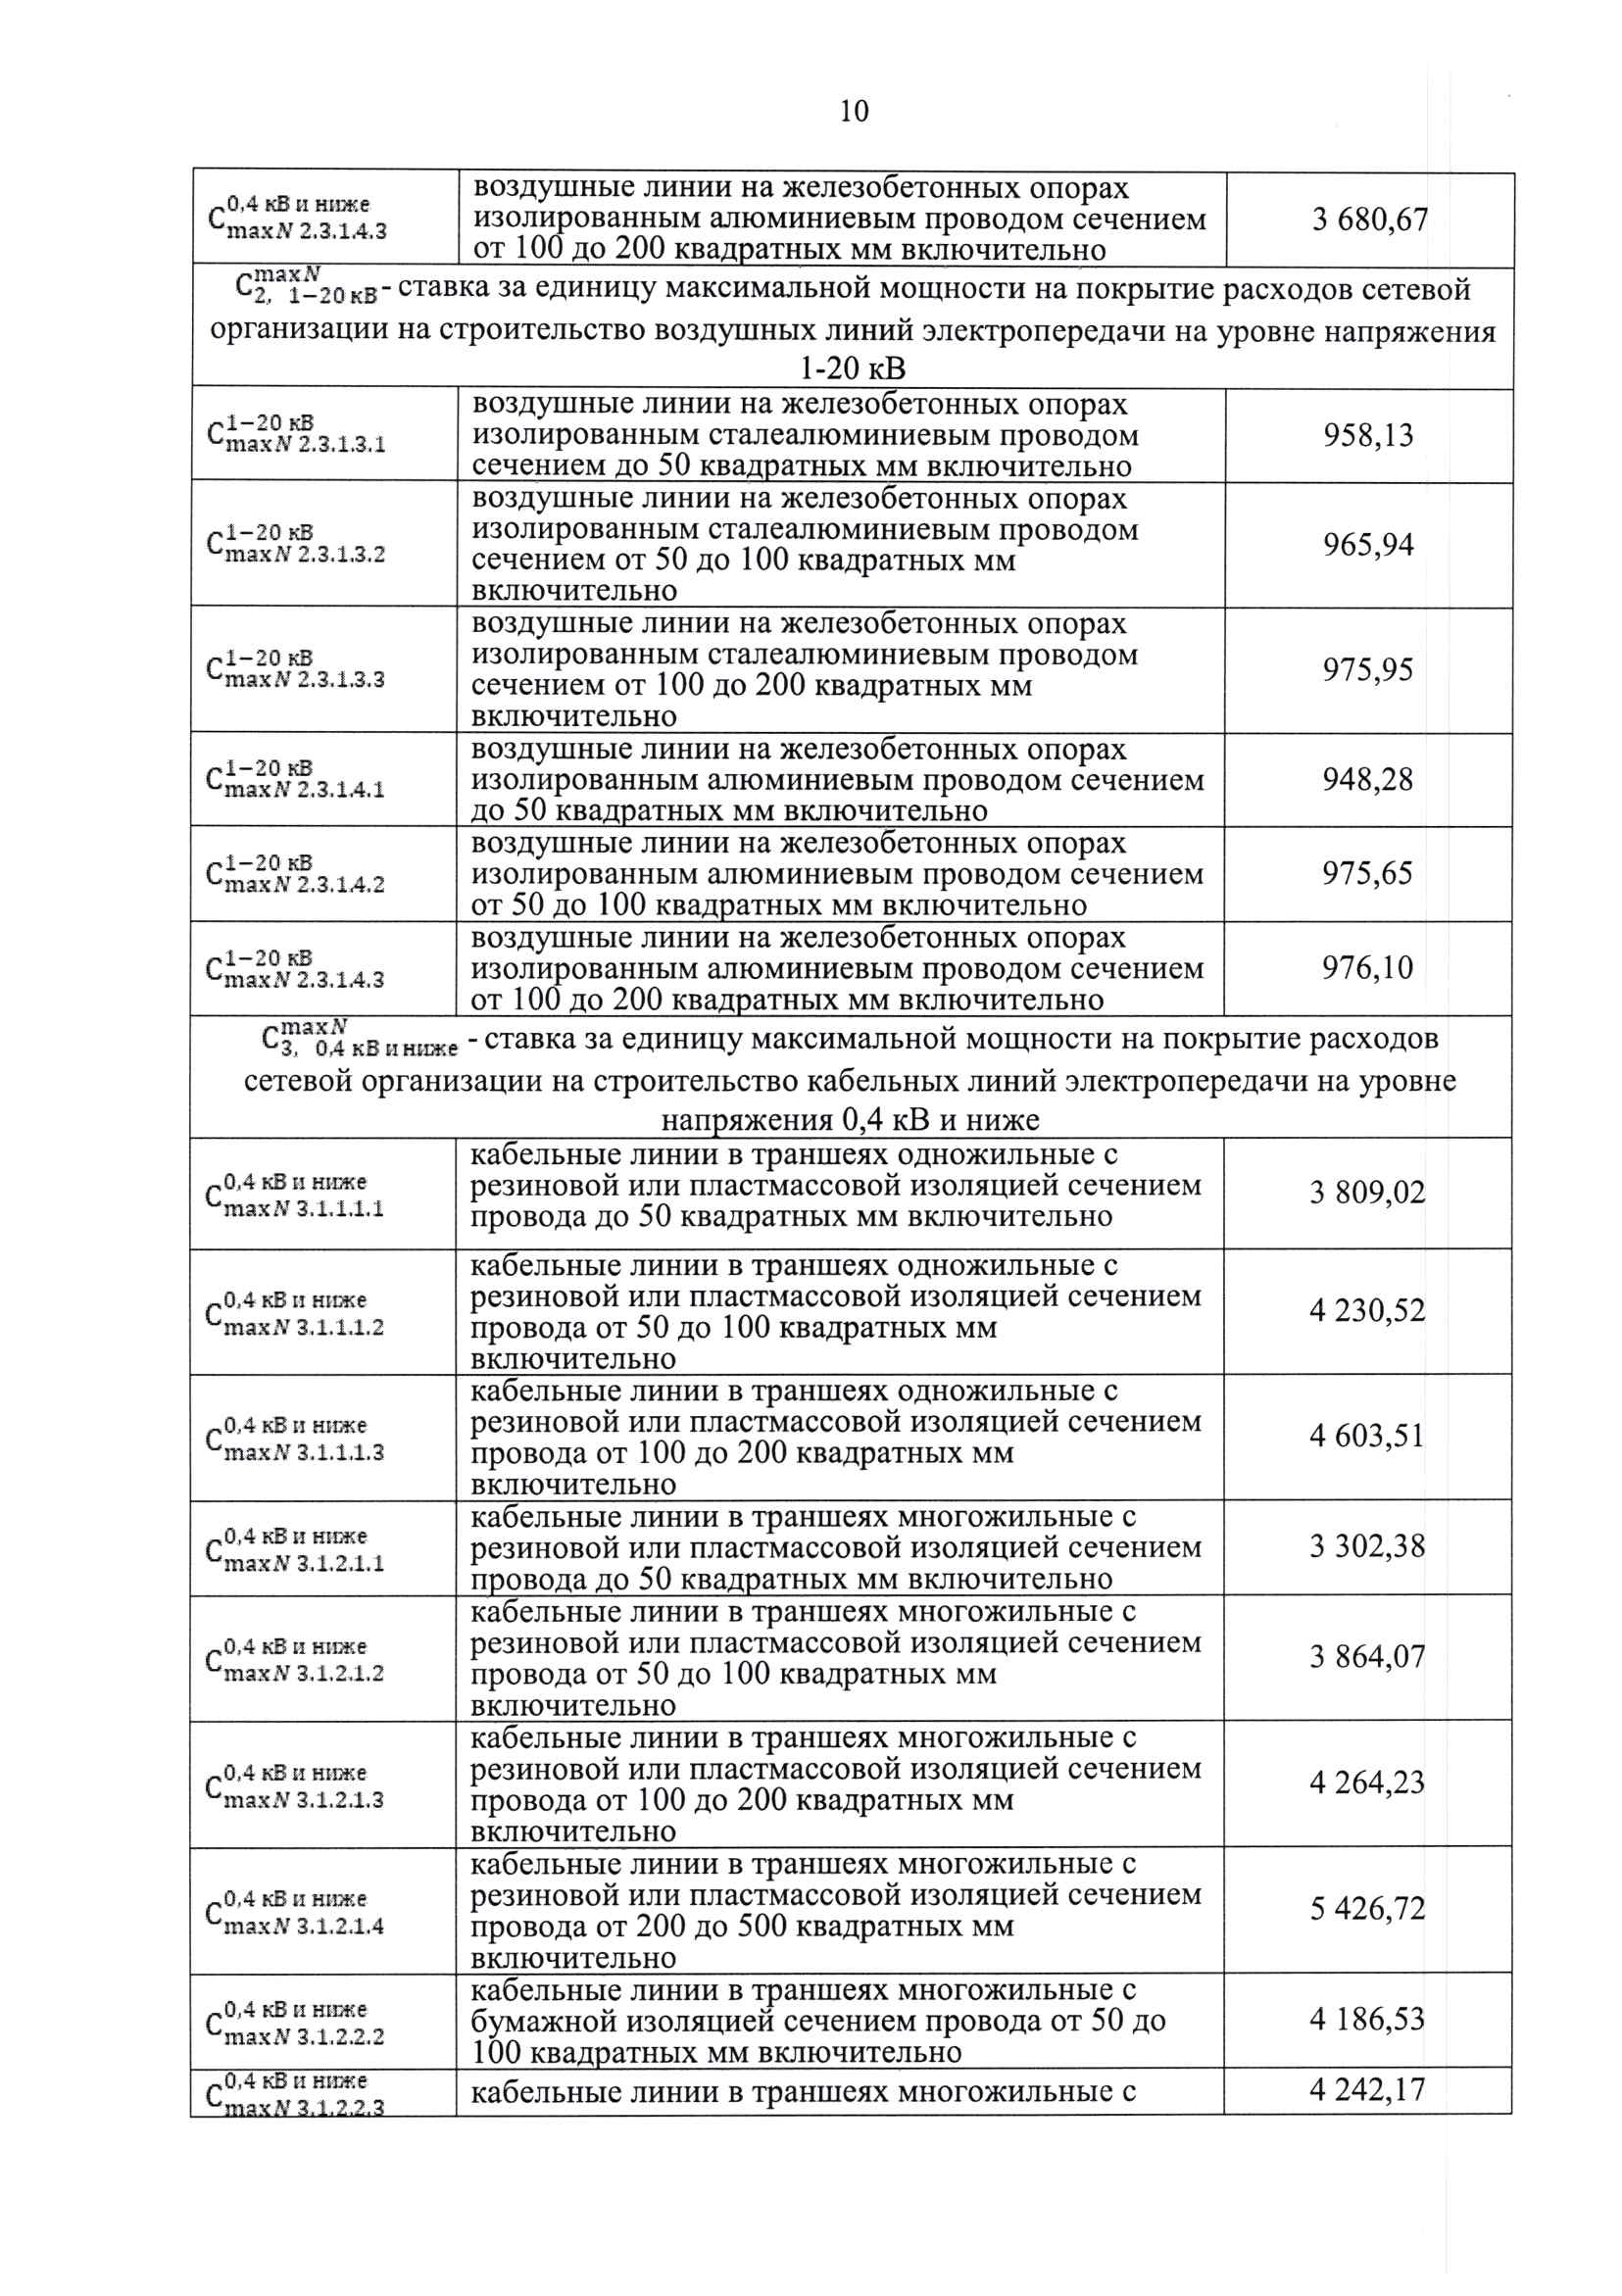 10
C 0,4 кВ и ниже maxN 2.3.1.4.3
воздушные линии на железобетонных опорах
изолированным алюминиевым проводом сечением
от 100 до 200 квадратных мм включительно
3 680,67
C maxN 2, 1−20 кВ - ставка за единицу максимальной мощности на покрытие расходов сетевой
организации на строительство воздушных линий электропередачи на уровне напряжения
1-20 кВ
C 1−20 кВ maxN 2.3.1.3.1
воздушные линии на железобетонных опорах
изолированным сталеалюминиевым проводом
сечением до 50 квадратных мм включительно
958,13
C 1−20 кВ maxN 2.3.1.3.2
воздушные линии на железобетонных опорах
изолированным сталеалюминиевым проводом
сечением от 50 до 100 квадратных мм
включительно
965,94
C 1−20 кВ maxN 2.3.1.3.3
воздушные линии на железобетонных опорах
изолированным сталеалюминиевым проводом
сечением от 100 до 200 квадратных мм
включительно
975,95
C 1−20 кВ maxN 2.3.1.4.1
воздушные линии на железобетонных опорах
изолированным алюминиевым проводом сечением
до 50 квадратных мм включительно
948,28
C 1−20 кВ maxN 2.3.1.4.2
воздушные линии на железобетонных опорах
изолированным алюминиевым проводом сечением
от 50 до 100 квадратных мм включительно
975,65
C 1−20 кВ maxN 2.3.1.4.3
воздушные линии на железобетонных опорах
изолированным алюминиевым проводом сечением
от 100 до 200 квадратных мм включительно
976,10
C maxN 3, 0,4 кВ и ниже - ставка за единицу максимальной мощности на покрытие расходов
сетевой организации на строительство кабельных линий электропередачи на уровне
напряжения 0,4 кВ и ниже
C 0,4 кВ и ниже maxN 3.1.1.1.1
кабельные линии в траншеях одножильные с
резиновой или пластмассовой изоляцией сечением
провода до 50 квадратных мм включительно
3 809,02
C 0,4 кВ и ниже maxN 3.1.1.1.2
кабельные линии в траншеях одножильные с
резиновой или пластмассовой изоляцией сечением
провода от 50 до 100 квадратных мм
включительно
4 230,52
C 0,4 кВ и ниже maxN 3.1.1.1.3
кабельные линии в траншеях одножильные с
резиновой или пластмассовой изоляцией сечением
провода от 100 до 200 квадратных мм
включительно
4 603,51
C 0,4 кВ и ниже maxN 3.1.2.1.1
кабельные линии в траншеях многожильные с
резиновой или пластмассовой изоляцией сечением
провода до 50 квадратных мм включительно
3 302,38
C 0,4 кВ и ниже maxN 3.1.2.1.2
кабельные линии в траншеях многожильные с
резиновой или пластмассовой изоляцией сечением
провода от 50 до 100 квадратных мм
включительно
3 864,07
C 0,4 кВ и ниже maxN 3.1.2.1.3
кабельные линии в траншеях многожильные с
резиновой или пластмассовой изоляцией сечением
провода от 100 до 200 квадратных мм
включительно
4 264,23
C 0,4 кВ и ниже maxN 3.1.2.1.4
кабельные линии в траншеях многожильные с
резиновой или пластмассовой изоляцией сечением
провода от 200 до 500 квадратных мм
включительно
5 426,72
C 0,4 кВ и ниже maxN 3.1.2.2.2
кабельные линии в траншеях многожильные с
бумажной изоляцией сечением провода от 50 до
100 квадратных мм включительно
4 186,53
C 0,4 кВ и ниже maxN 3.1.2.2.3
кабельные линии в траншеях многожильные с
4 242,17